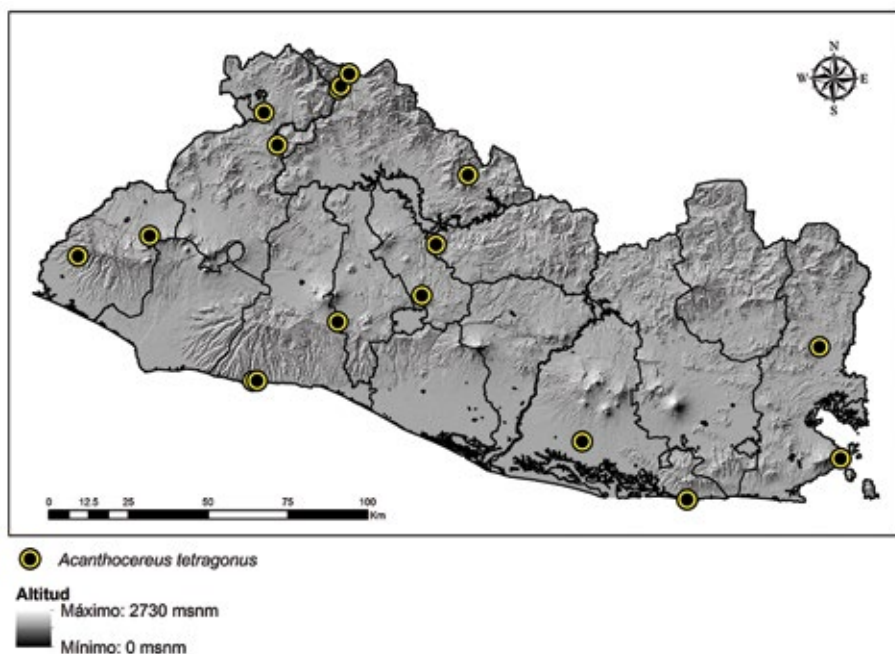 N
W E
S
0 12.5 25 50 75 100
Km
Acanthocereus tetragonus
Altitud
Máximo: 2730 msnm
Mínimo: 0 msnm